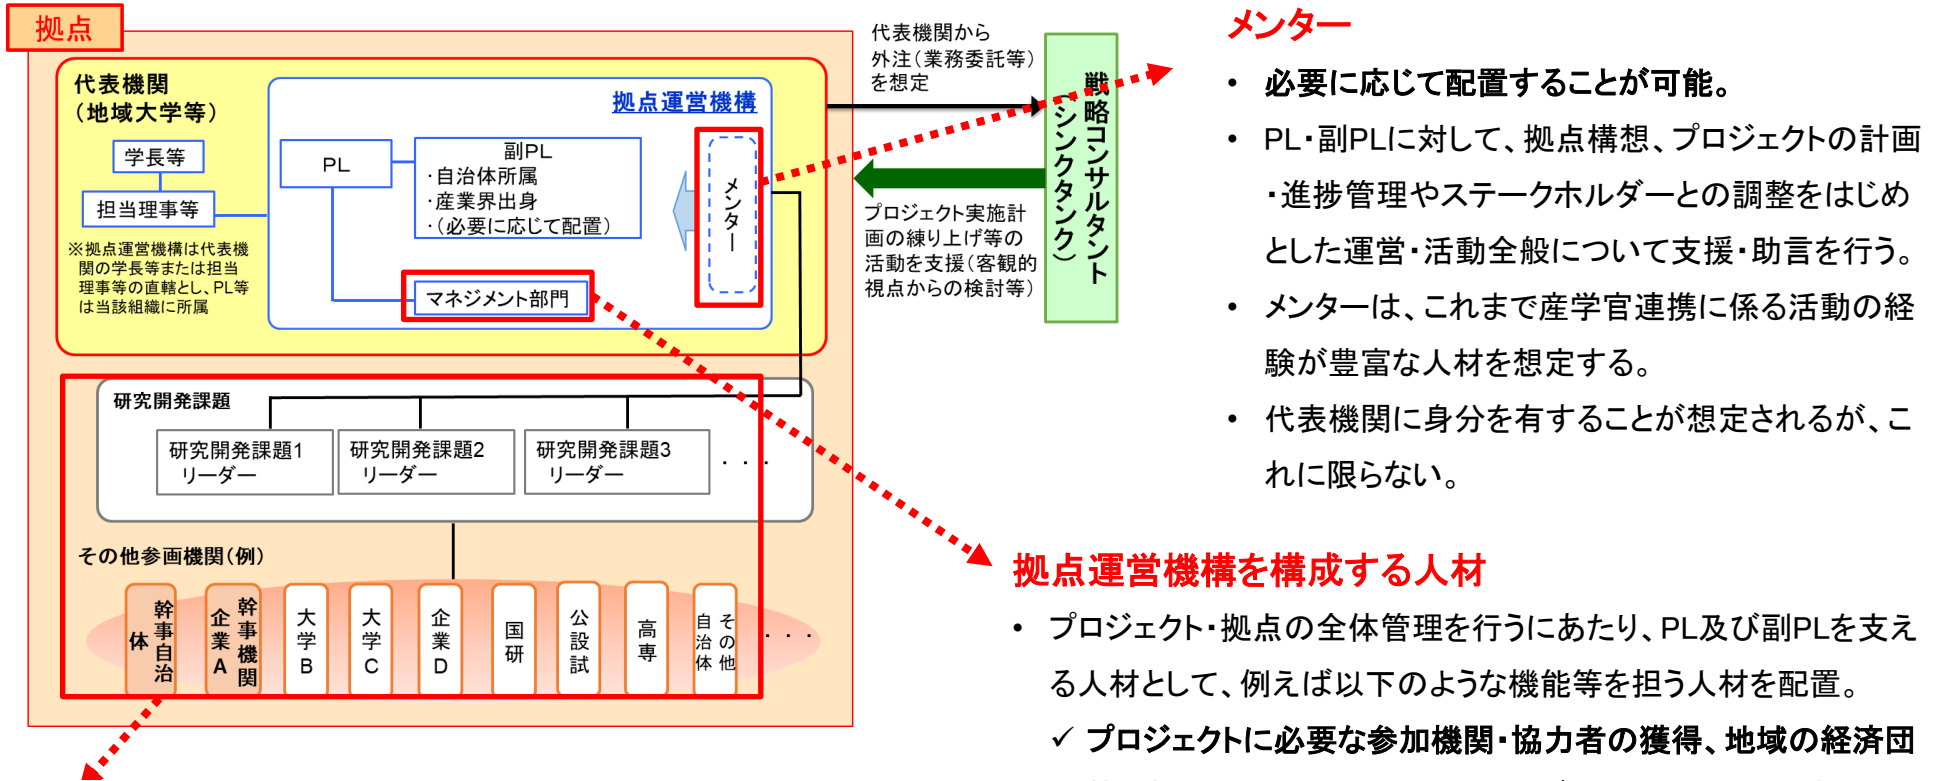 拠点
代表機関
（地域大学等）
学長等
担当理事等
※拠点運営機構は代表機
関の学長等または担当
理事等の直轄とし、PL等
は当該組織に所属
拠点運営機構
PL
副PL
・自治体所属
・産業界出身
・（必要に応じて配置）
マネジメント部門
メンター
代表機関から
外注（業務委託等）
を想定
プロジェクト実施計
画の練り上げ等の
活動を支援（客観的
視点からの検討等）
戦略コンサルタント
（シンクタンク）
研究開発課題
研究開発課題1
リーダー
研究開発課題2
リーダー
研究開発課題3
リーダー
・・・
その他参画機関（例）
幹事自治
体
幹事機関
企業A
大学B
大学C
企業D
国研
公設試
高専
その他
自治体
・・・
メンター
• 必要に応じて配置することが可能。
• PL・副PLに対して、拠点構想、プロジェクトの計画
・進捗管理やステークホルダーとの調整をはじめ
とした運営・活動全般について支援・助言を行う。
• メンターは、これまで産学官連携に係る活動の経
験が豊富な人材を想定する。
• 代表機関に身分を有することが想定されるが、こ
れに限らない。
拠点運営機構を構成する人材
• プロジェクト・拠点の全体管理を行うにあたり、PL及び副PLを支え
る人材として、例えば以下のような機能等を担う人材を配置。
✓ プロジェクトに必要な参加機関・協力者の獲得、地域の経済団